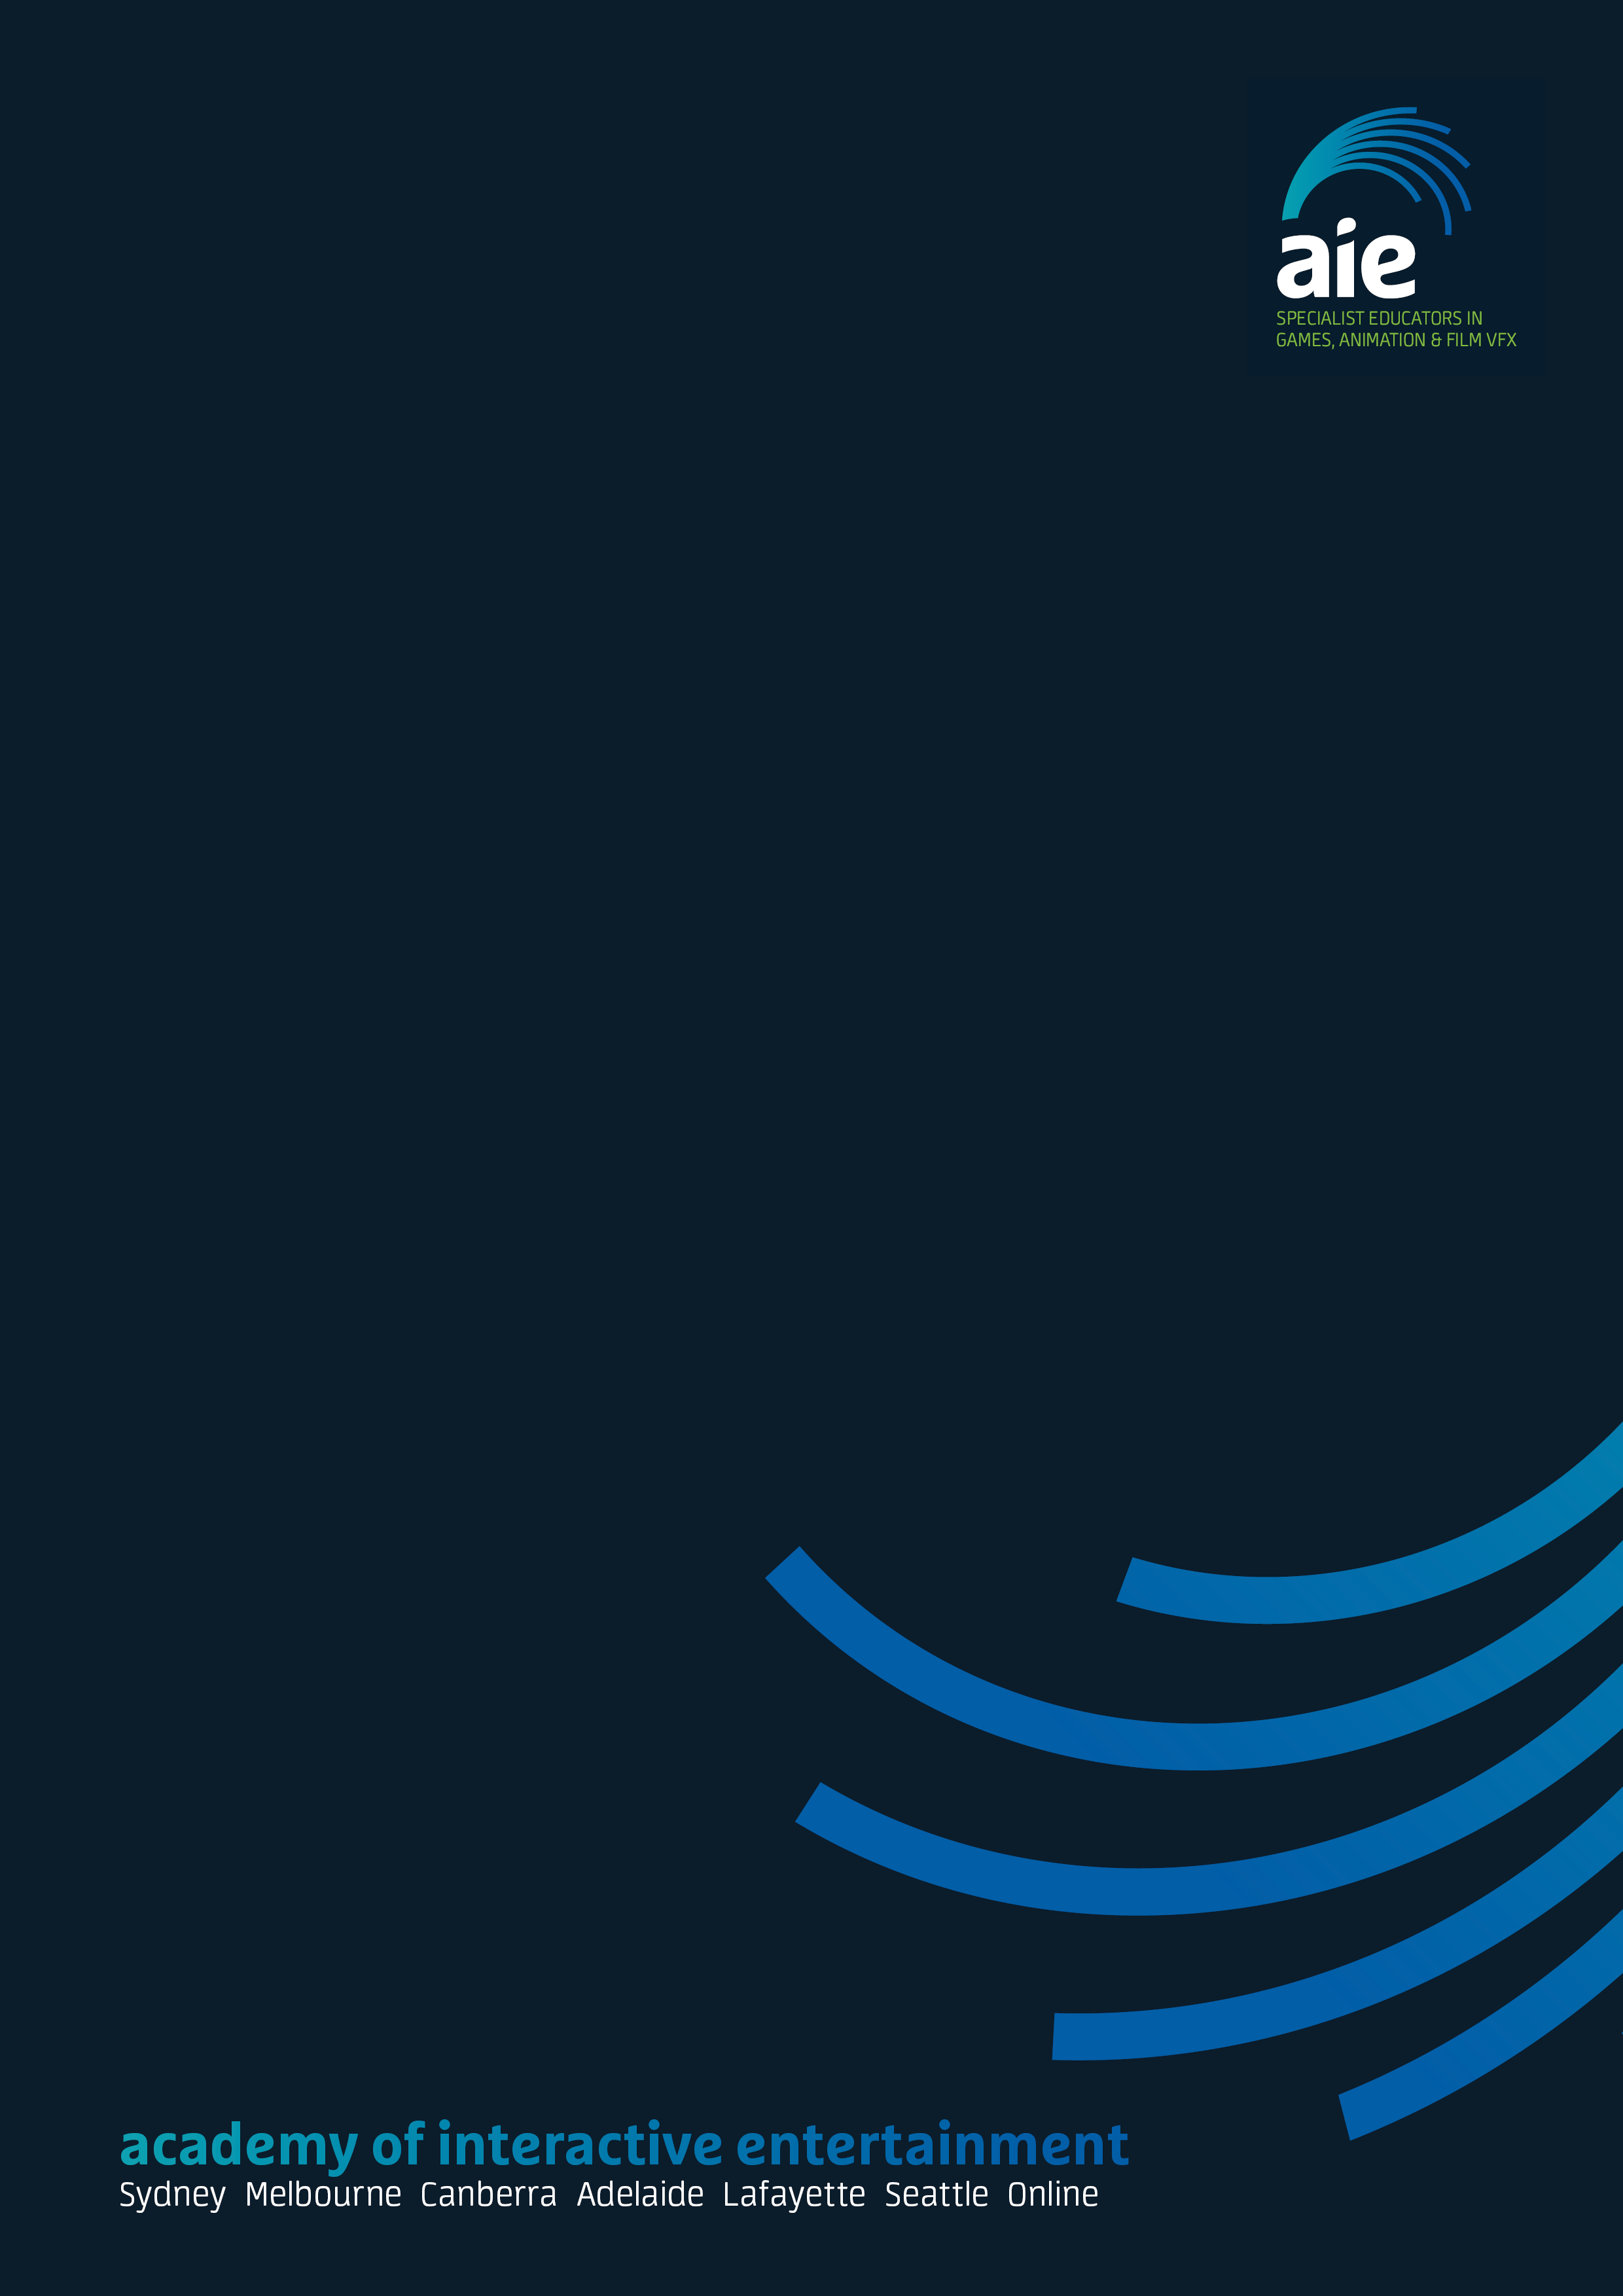 aie
SPECIALIST EDUCATORS IN
GAMES, ANIMATION & FILM VFX
academy of interactive entertainment
Sydney Melbourne Canberra Adelaide Lafayette Seattle Online